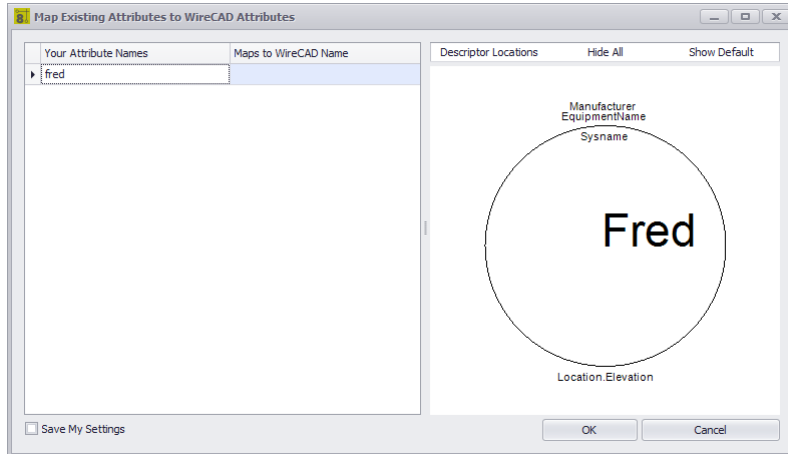 8 Map Existing Attributes to WireCAD Attributes
Your Attribute Names Maps to WireCAD Name
fred
Descriptor Locations Hide All Show Default
Manufacturer
EquipmentName
Sysname
Fred
Location.Elevation
Save My Settings
OK Cancel